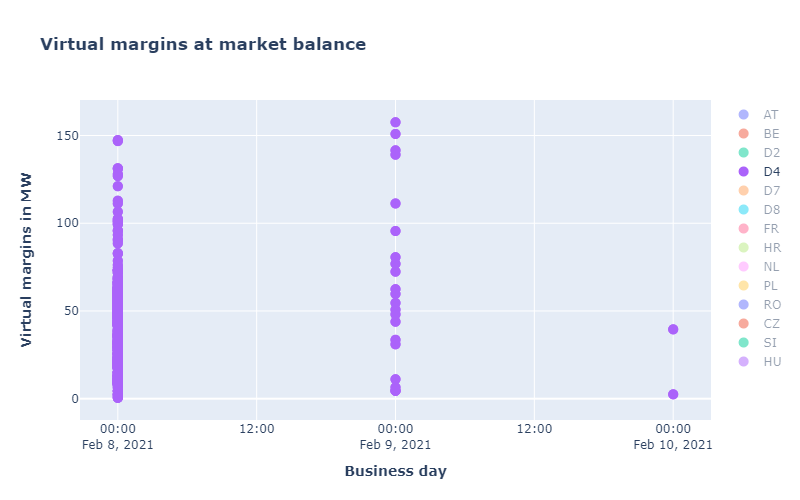 Virtual margins at market balance
Virtual margins in MW
150
100
50
0
00:00
Feb 8, 2021
12:00
00:00
Feb 9, 2021
12:00
00:00
Feb 10, 2021
Business day
AT
BE
D2
D4
D7
D8
FR
HR
NL
PL
RO
CZ
SI
HU